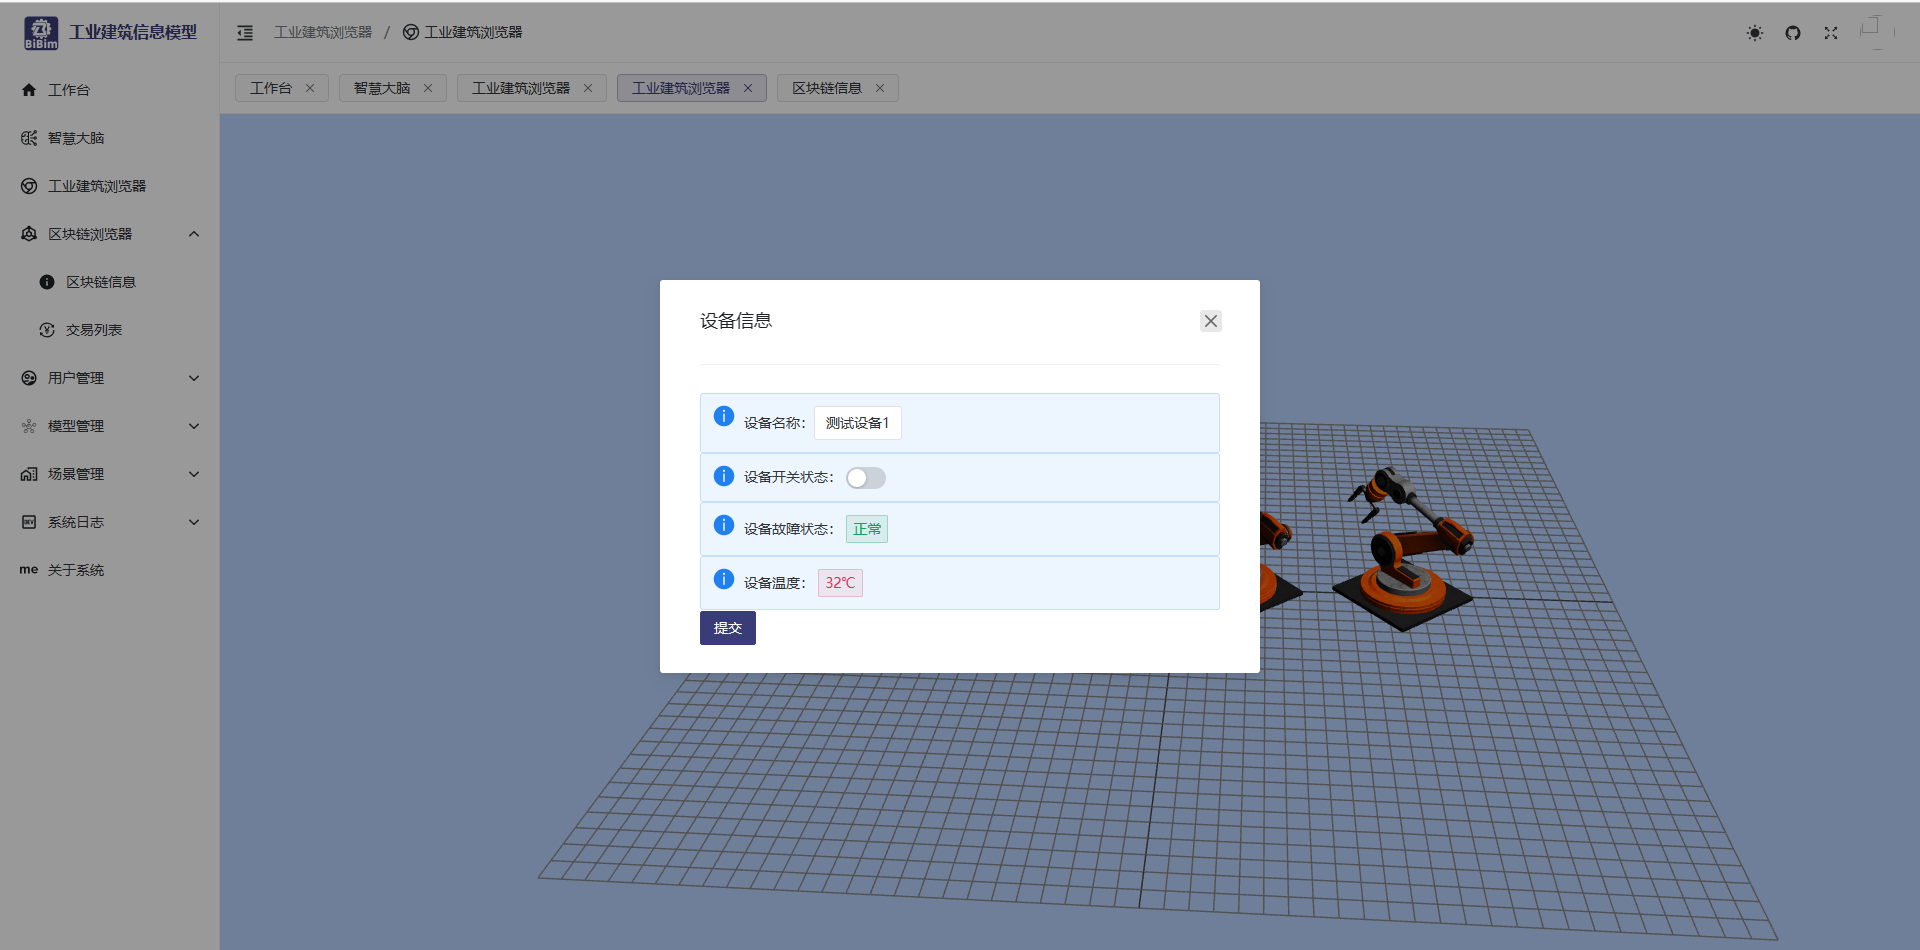 BiBim
工业建筑信息模型
工业建筑浏览器 / 工业建筑浏览器
工作台
智慧大脑
工业建筑浏览器
工业建筑浏览器
区块链信息
工作台
智慧大脑
工业建筑浏览器
区块链浏览器
区块链信息
交易列表
用户管理
模型管理
场景管理
系统日志
me 关于系统
设备信息
设备名称： 测试设备1
设备开关状态：
设备故障状态： 正常
设备温度： 32℃
提交